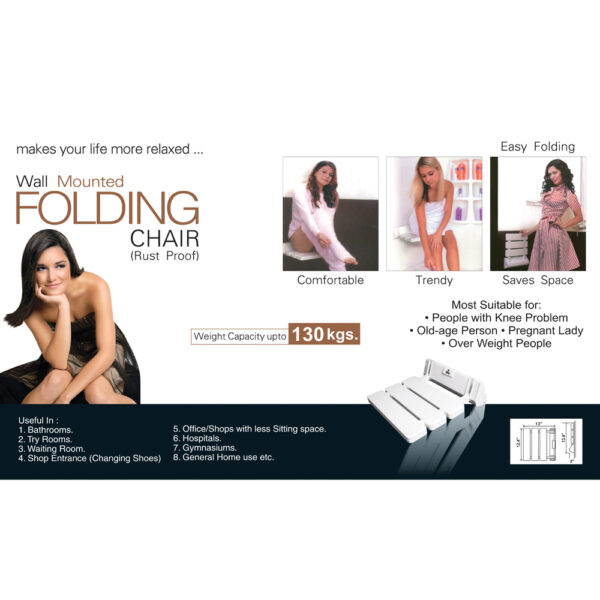 makes your life more relaxed ...
Wall Mounted
FOLDING
CHAIR
(Rust Proof)
Easy Folding
Comfortable
Trendy
Saves Space
Weight Capacity upto 130 kgs.
Most Suitable for:
• People with Knee Problem
• Old-age Person • Pregnant Lady
• Over Weight People
Useful In :
1. Bathrooms.
2. Try Rooms.
3. Waiting Room.
4. Shop Entrance (Changing Shoes)
5. Office/Shops with less Sitting space.
6. Hospitals.
7. Gymnasiums.
8. General Home use etc.
13"